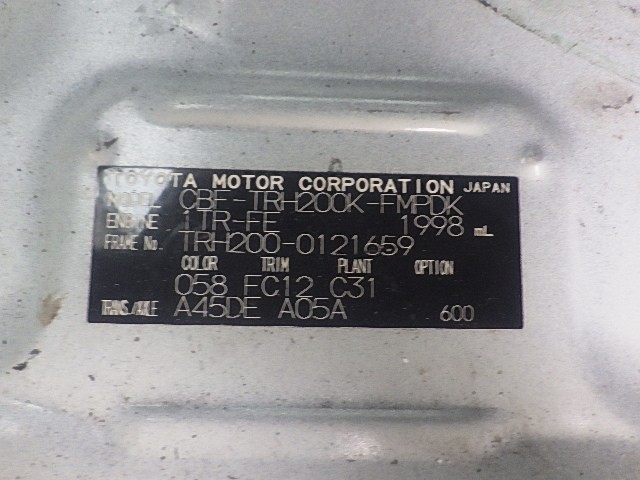 TOYOTA MOTOR CORPORATION JAPAN
MODEL CBF-TRH200K-FMPDK
ENGINE 1TR-FE 1998 mL
FRAME No. TRH200-0121659
COLOR TRIM PLANT OPTION
058 FC12 C31
TRANS./AXLE A45DE A05A 600